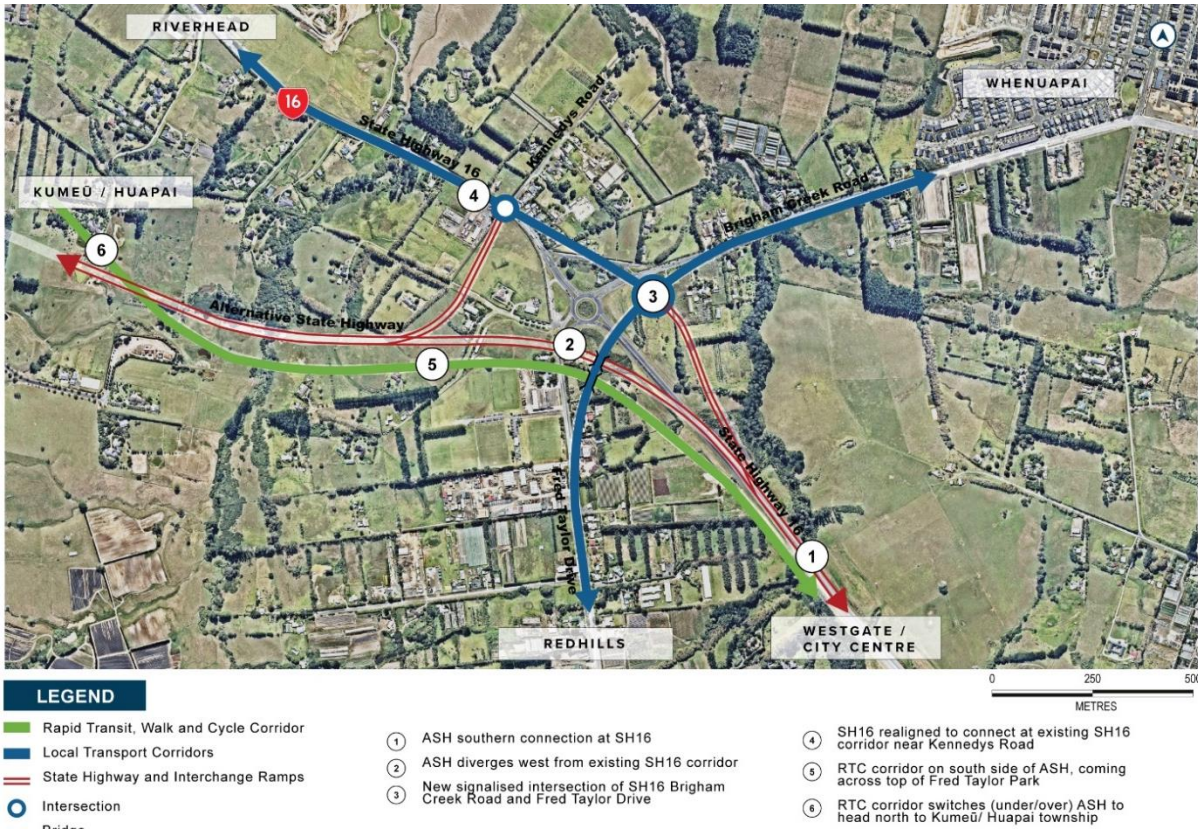 RIVERHEAD
16
State Highway 16
Kennedys Road
WHENUAPAI
KUMEŪ / HUAPAI
4
Brigham Creek Road
6
3
Alternative State Highway
2
5
State Highway 16
Fred Taylor Drive
1
REDHILLS
WESTGATE /
CITY CENTRE
LEGEND
Rapid Transit, Walk and Cycle Corridor
Local Transport Corridors
State Highway and Interchange Ramps
Intersection
Bridge
1 ASH southern connection at SH16
2 ASH diverges west from existing SH16 corridor
3 New signalised intersection of SH16 Brigham
Creek Road and Fred Taylor Drive
0 250 500
METRES
4 SH16 realigned to connect at existing SH16
corridor near Kennedys Road
5 RTC corridor on south side of ASH, coming
across top of Fred Taylor Park
6 RTC corridor switches (under/over) ASH to
head north to Kumeū/ Huapai township